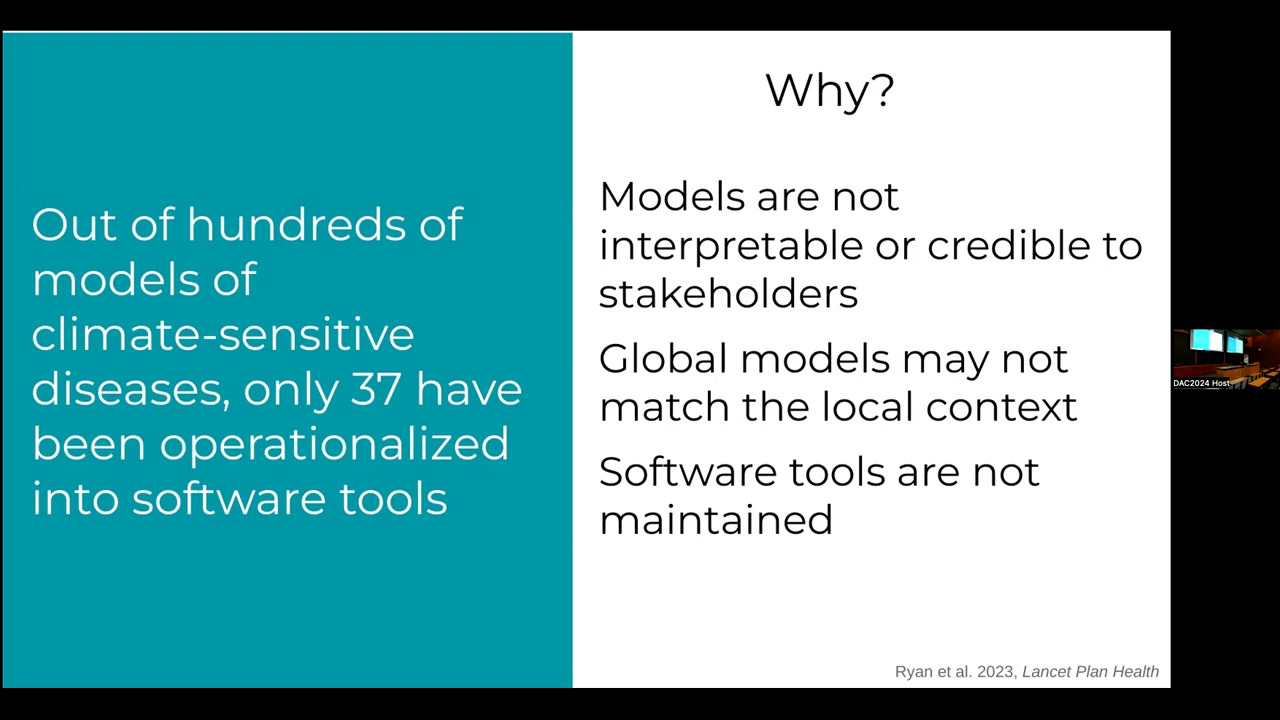 Out of hundreds of
models of
climate-sensitive
diseases, only 37 have
been operationalized
into software tools
Why?
Models are not
interpretable or credible to
stakeholders
Global models may not
match the local context
Software tools are not
maintained
Ryan et al. 2023, Lancet Plan Health
DAC2024 Host